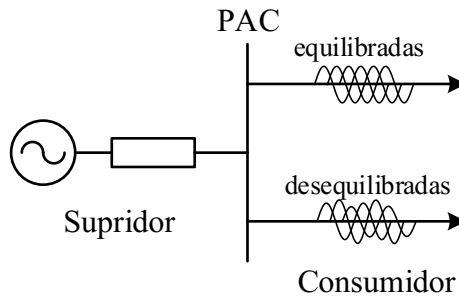 PAC
equilibradas
desequilibradas
Supridor
Consumidor